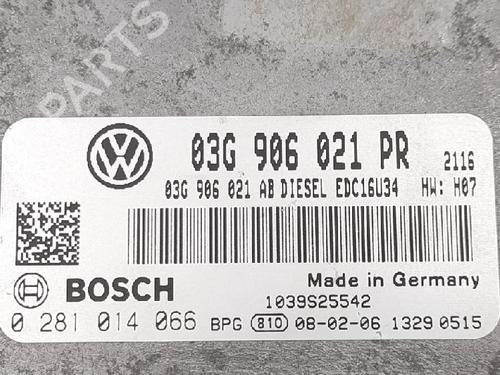 PARTS
03G 906 021 PR 2116
03G 906 021 AB DIESEL EDC16U34 HW: H07
BOSCH
Made in Germany
1039S25542
0 281 014 066 BPG 810 08-02-06 1329 0515